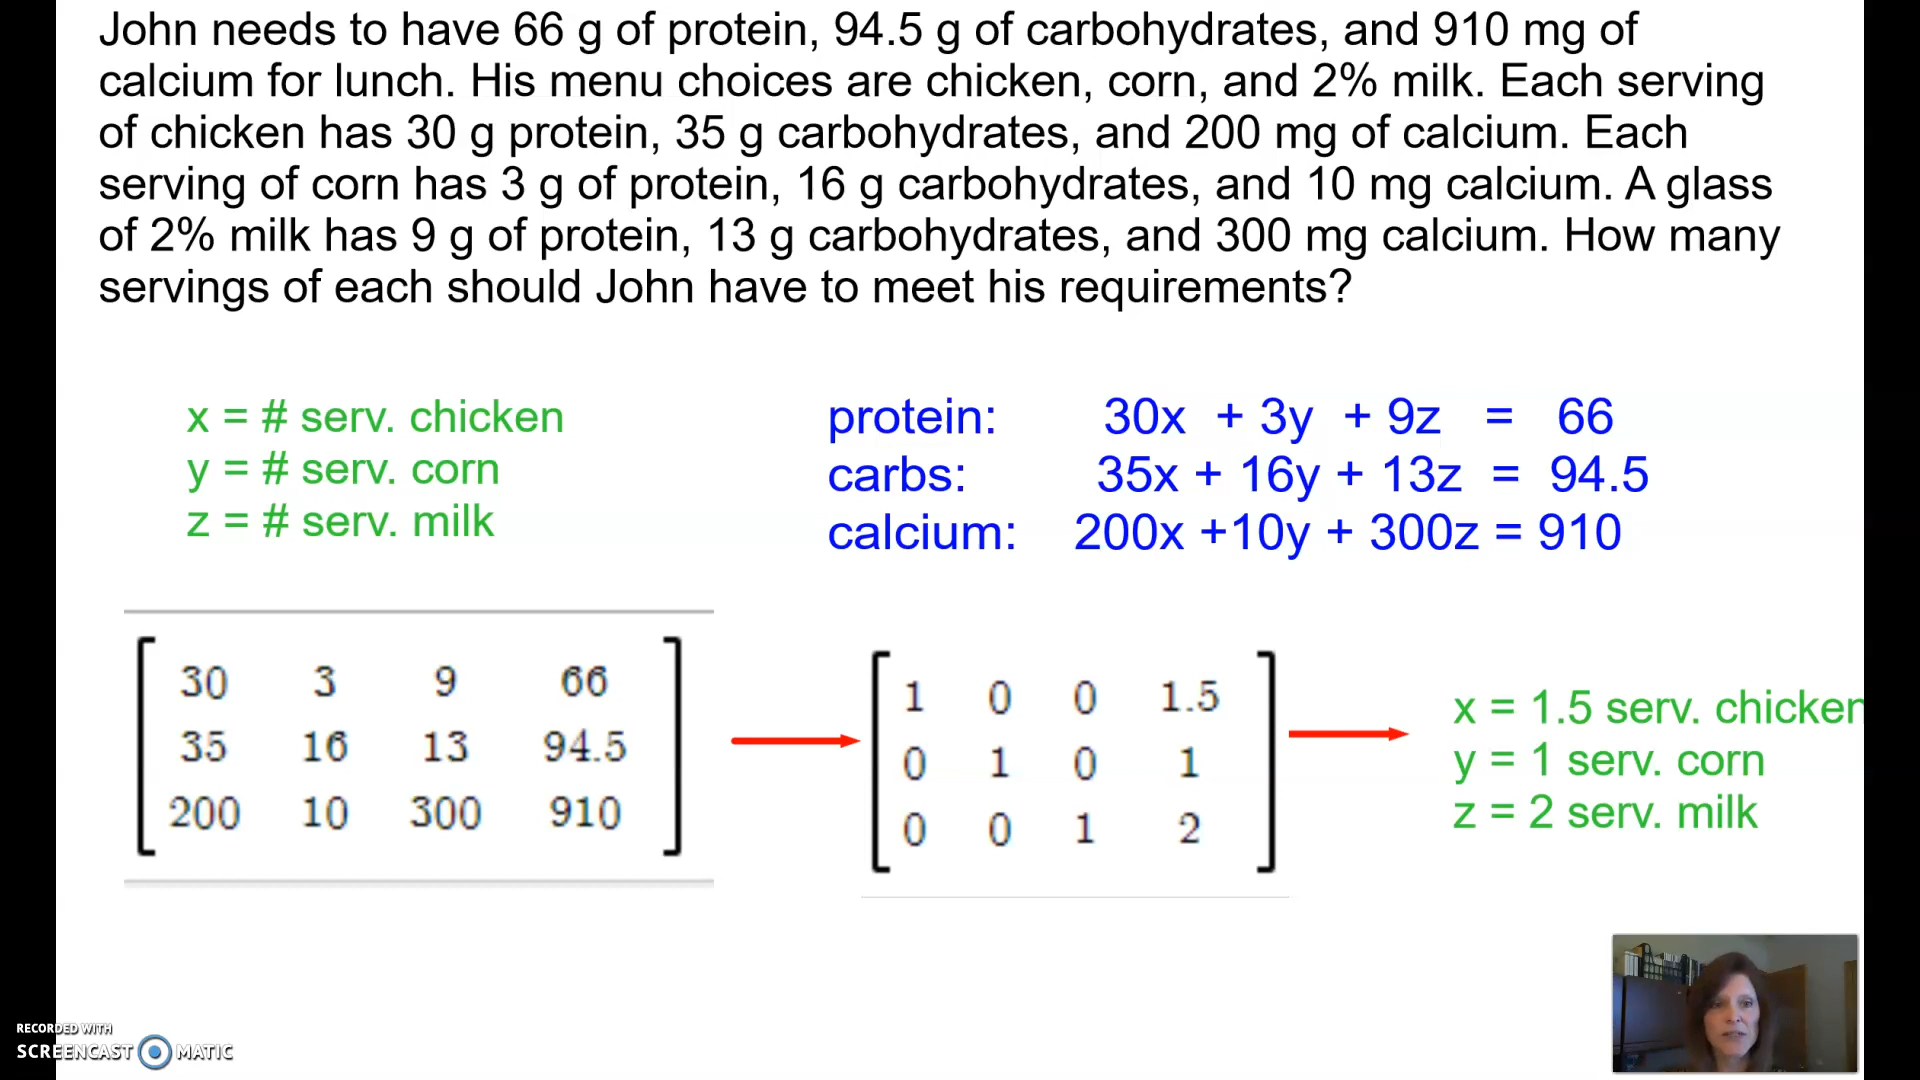 John needs to have 66 g of protein, 94.5 g of carbohydrates, and 910 mg of
calcium for lunch. His menu choices are chicken, corn, and 2% milk. Each serving
of chicken has 30 g protein, 35 g carbohydrates, and 200 mg of calcium. Each
serving of corn has 3 g of protein, 16 g carbohydrates, and 10 mg calcium. A glass
of 2% milk has 9 g of protein, 13 g carbohydrates, and 300 mg calcium. How many
servings of each should John have to meet his requirements?
x = # serv. chicken
y = # serv. corn
z = # serv. milk
protein: 30x + 3y + 9z = 66
carbs: 35x + 16y + 13z = 94.5
calcium: 200x +10y + 300z = 910
30 3 9 66
35 16 13 94.5
200 10 300 910
1 0 0 1.5
0 1 0 1
0 0 1 2
x = 1.5 serv. chicken
y = 1 serv. corn
z = 2 serv. milk
RECORDED WITH
SCREENCAST MATIC